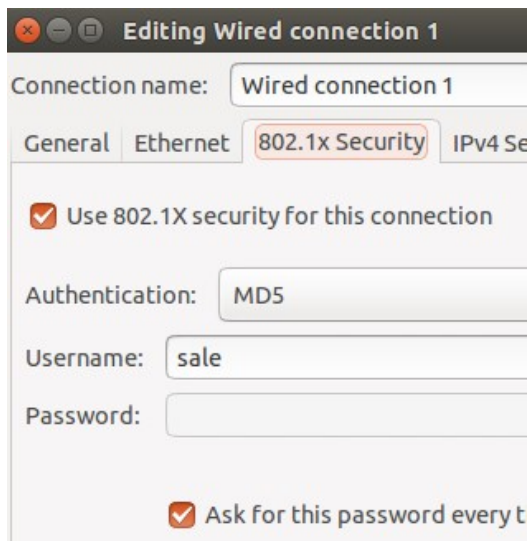 Editing Wired connection 1
Connection name: Wired connection 1
General Ethernet 802.1x Security IPv4 Se
Use 802.1X security for this connection
Authentication: MD5
Username: sale
Password:
Ask for this password every t